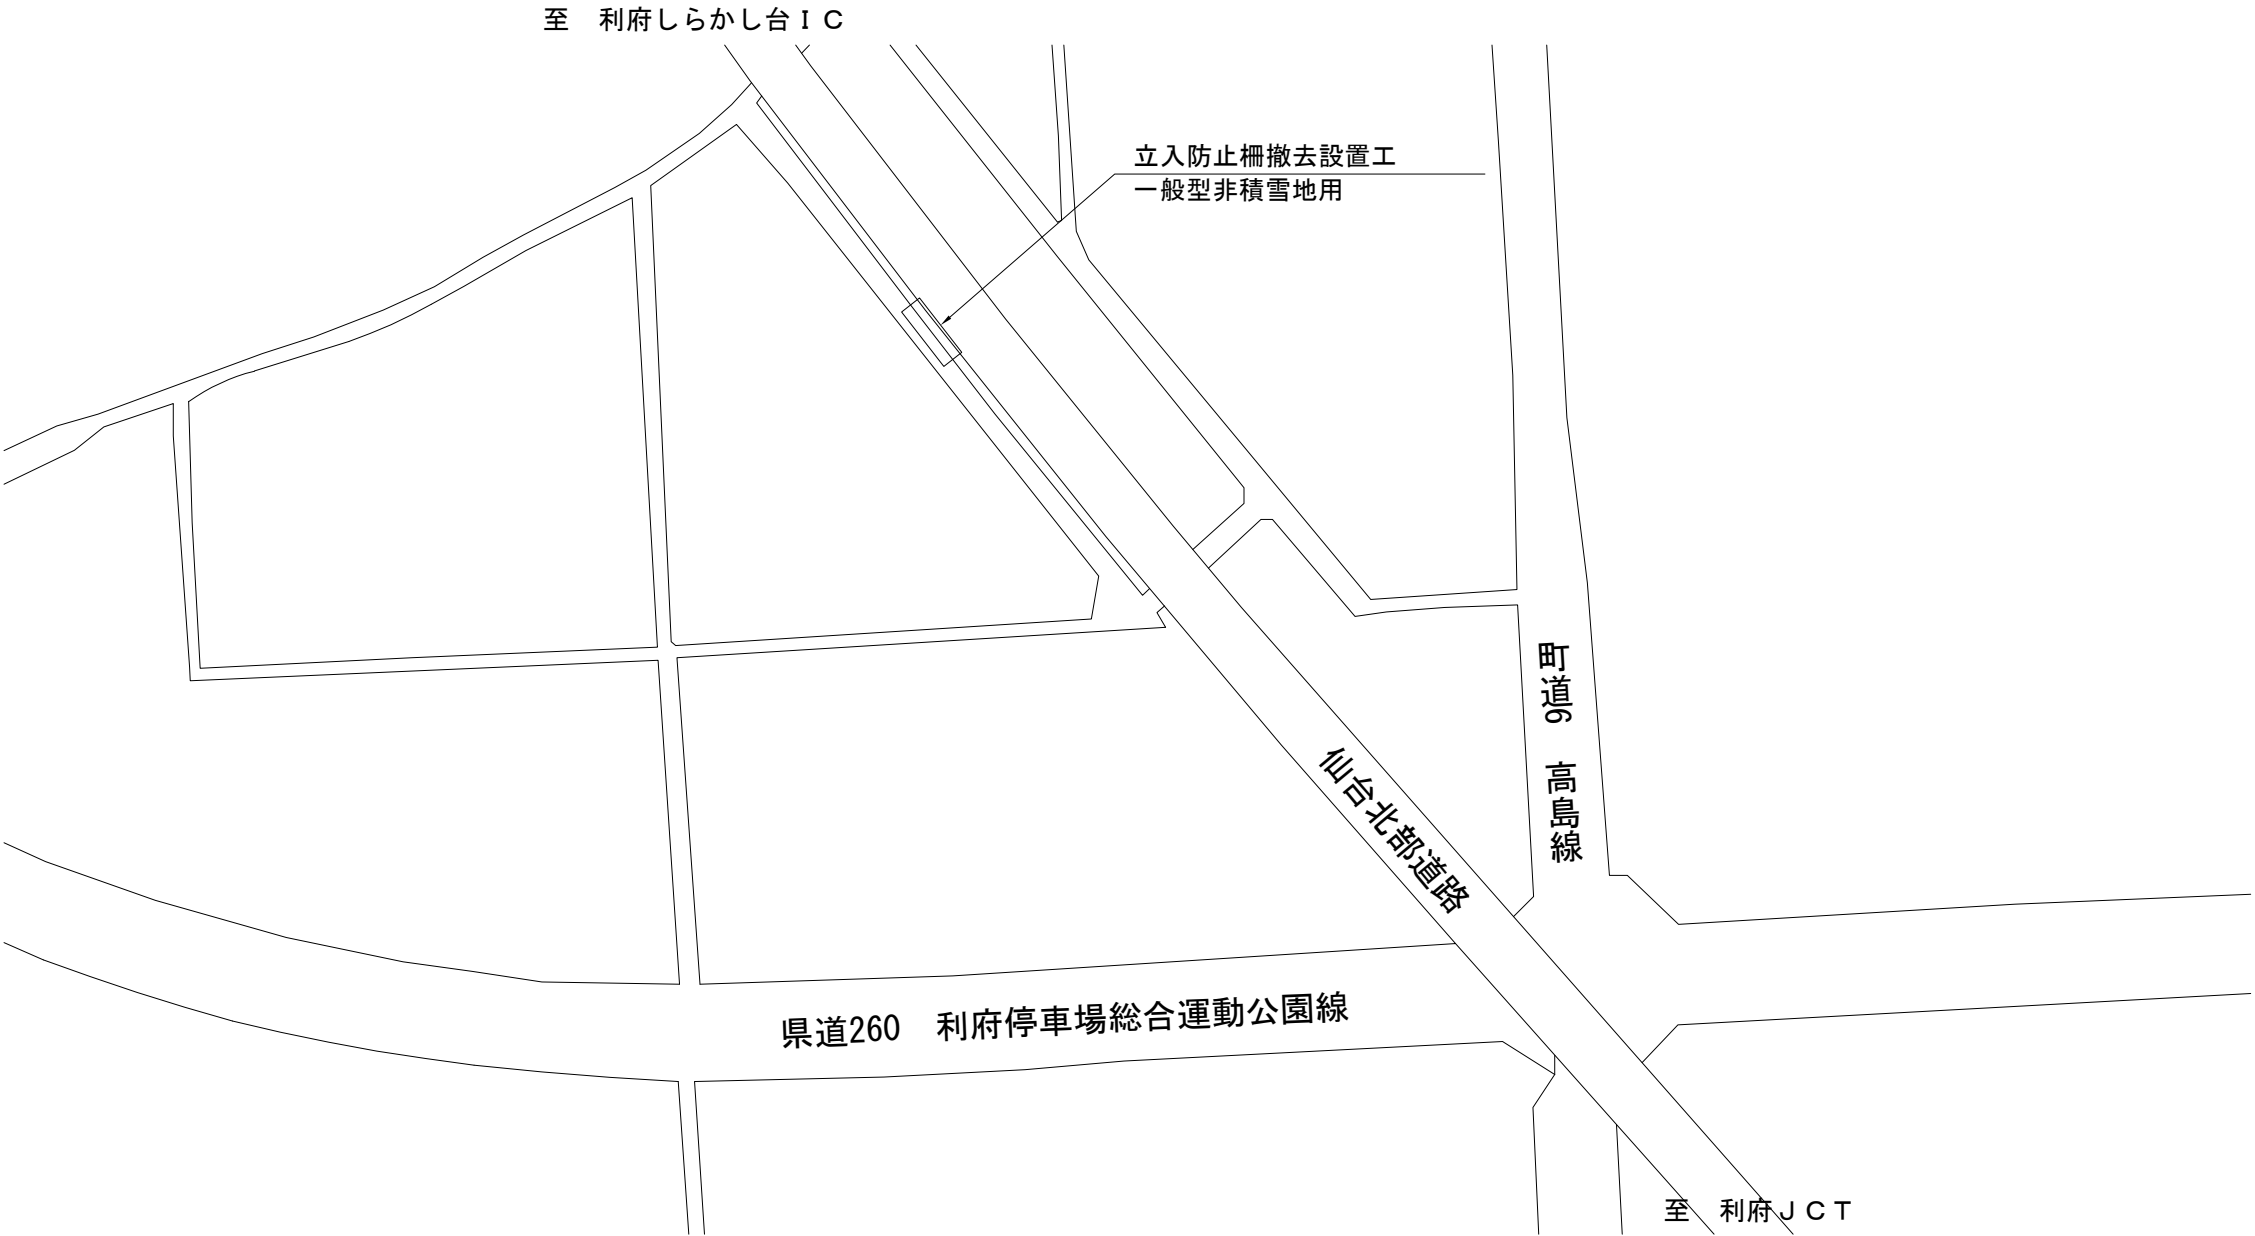 至　利府しらかし台ＩＣ
立入防止柵撤去設置工
一般型非積雪地用
町道9　高島線
仙台北部道路
県道260　利府停車場総合運動公園線
至　利府ＪＣＴ